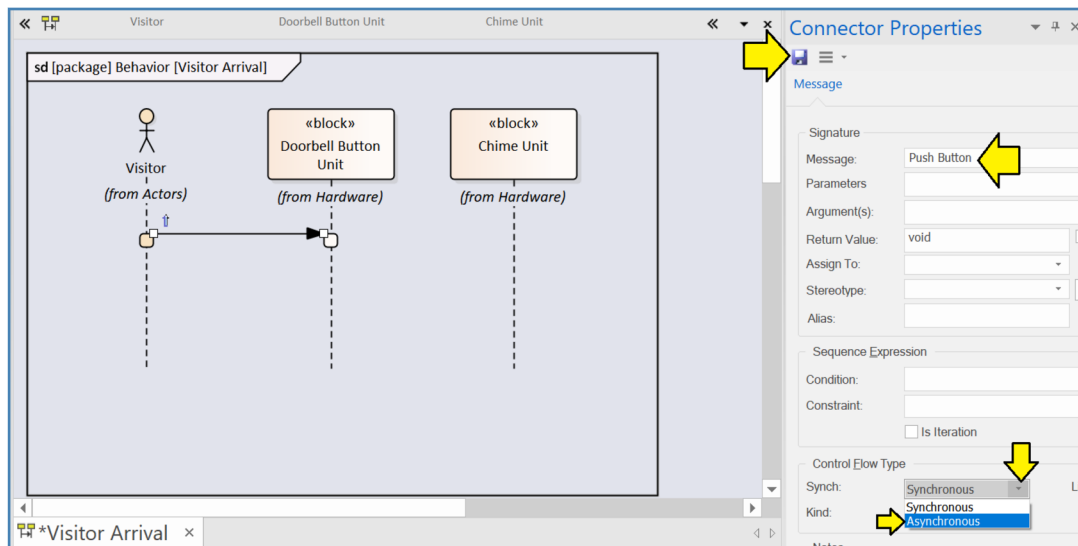 Visitor
Doorbell Button Unit
Chime Unit
sd [package] Behavior [Visitor Arrival]
Visitor
(from Actors)
«block»
Doorbell Button
Unit
(from Hardware)
«block»
Chime Unit
(from Hardware)
*Visitor Arrival
Connector Properties
Message
Signature
Message: Push Button
Parameters
Argument(s):
Return Value: void
Assign To:
Stereotype:
Alias:
Sequence Expression
Condition:
Constraint:
Is Iteration
Control Flow Type
Synch: Synchronous L
Synchronous
Kind:
Asynchronous